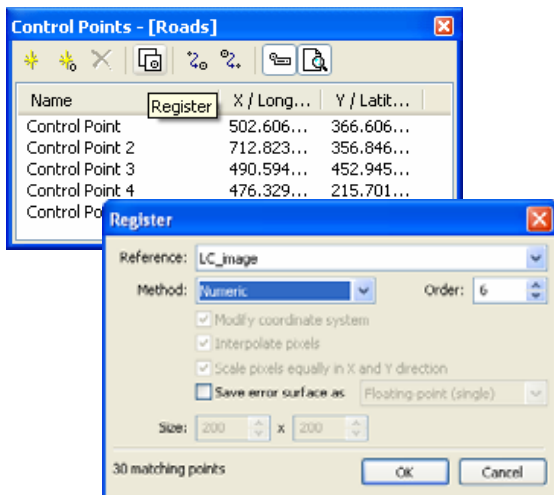 Control Points - [Roads]
Name X / Long... Y / Latit...
Register
Control Point 502.606... 366.606...
Control Point 2 712.823... 356.846...
Control Point 3 490.594... 452.945...
Control Point 4 476.329... 215.701...
Control Po
Register
Reference: LC_image
Method: Numeric Order: 6
Modify coordinate system
Interpolate pixels
Scale pixels equally in X and Y direction
Save error surface as Floating-point (single)
Size: 200 x 200
30 matching points OK Cancel